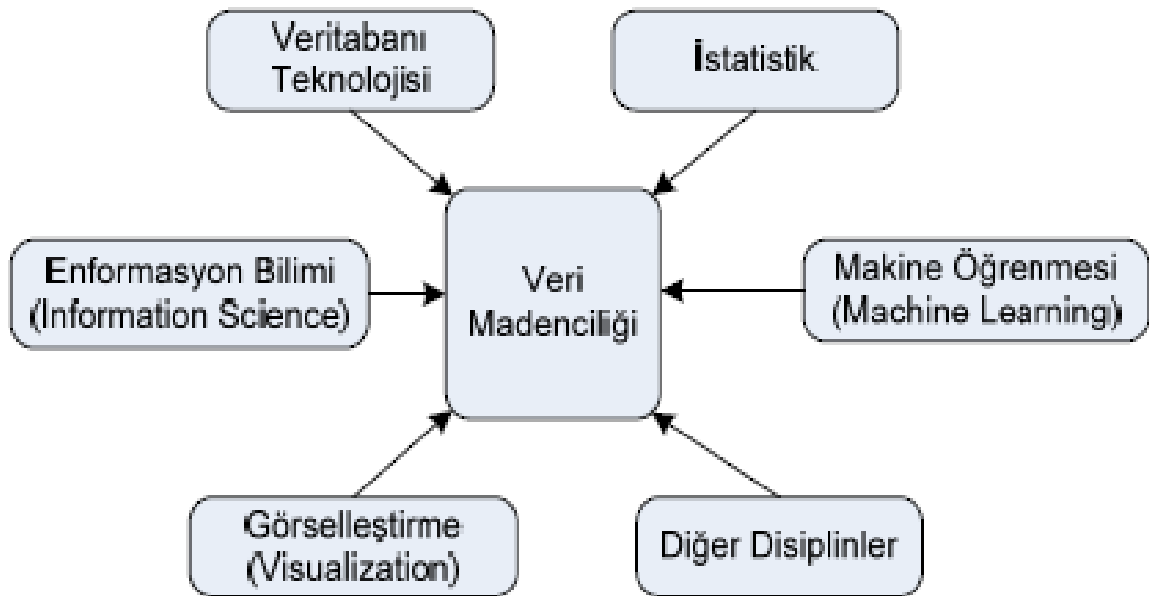 Veritabanı
Teknolojisi
İstatistik
Enformasyon Bilimi
(Information Science)
Veri
Madenciliği
Makine Öğrenmesi
(Machine Learning)
Görselleştirme
(Visualization)
Diğer Disiplinler